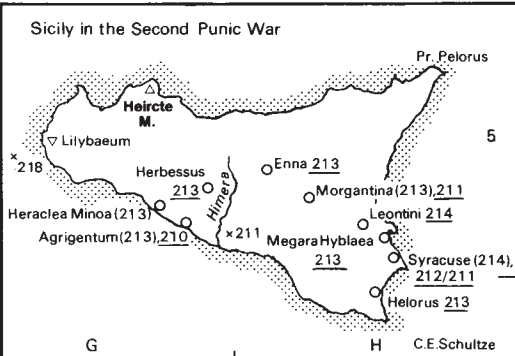 Sicily in the Second Punic War
Pr. Pelorus
Heircte
M.
Lilybaeum
5
218
Enna 213
Herbessus
213
Himera
Morgantina (213), 211
Heraclea Minoa (213)
Leontini 214
Agrigentum (213), 210
211
Megara Hyblaea
213
Syracuse (214),
212/211
Helorus 213
G
H
C.E.Schultze